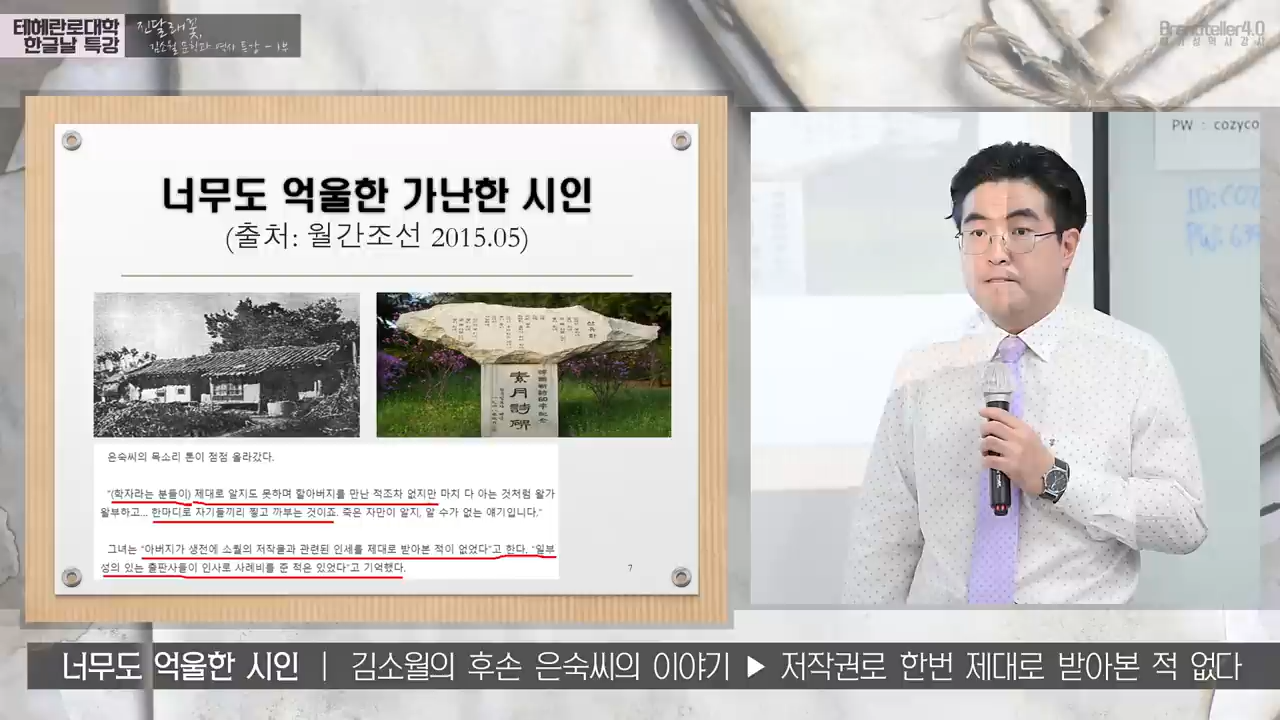 테헤란로대학
한글날 특강
진달래꽃,
김소월 문학과 역사 특강 - 1부
Brandteller4.0
PW : cozyco
ID: COZ
PW:
너무도 억울한 가난한 시인
(출처: 월간조선 2015.05)
素月詩碑
은숙씨의 목소리 톤이 점점 올라갔다.
"(학자라는 분들이) 제대로 알지도 못하며 할아버지를 만난 적조차 없지만 마치 다 아는 것처럼 왈가
왈부하고... 한마디로 자기들끼리 찧고 까부는 것이죠. 죽은 자만이 알지, 알 수가 없는 얘기입니다."
그녀는 "아버지가 생전에 소월의 저작물과 관련된 인세를 제대로 받아본 적이 없었다"고 한다. "일부
성의 있는 출판사들이 인사로 사례비를 준 적은 있었다"고 기억했다.
7
너무도 억울한 시인 | 김소월의 후손 은숙씨의 이야기 ▶ 저작권로 한번 제대로 받아본 적 없다